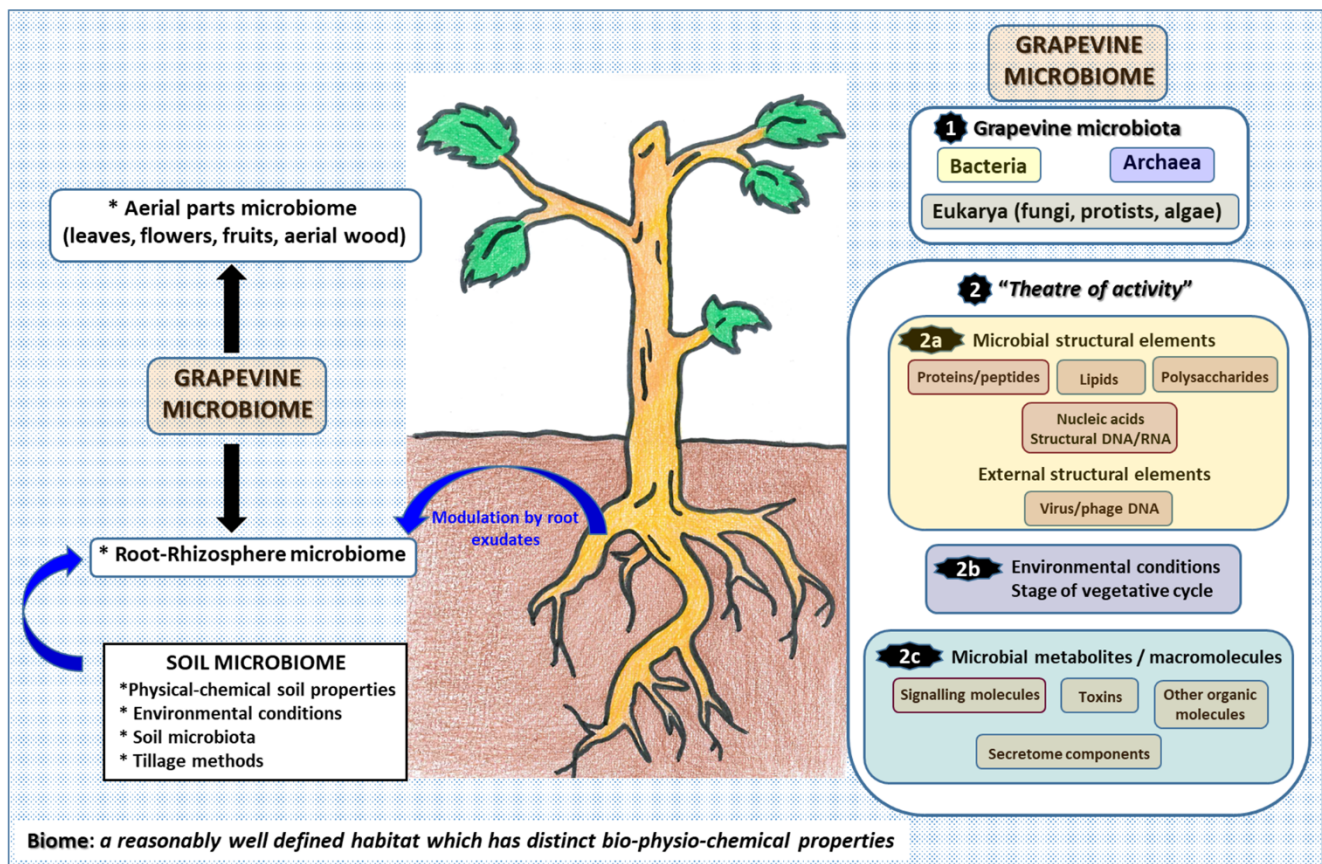 * Aerial parts microbiome
(leaves, flowers, fruits, aerial wood)
GRAPEVINE
MICROBIOME
* Root-Rhizosphere microbiome
SOIL MICROBIOME
*Physical-chemical soil properties
* Environmental conditions
* Soil microbiota
* Tillage methods
Modulation by root
exudates
GRAPEVINE
MICROBIOME
1 Grapevine microbiota
Bacteria
Archaea
Eukarya (fungi, protists, algae)
2 “Theatre of activity”
2a Microbial structural elements
Proteins/peptides
Lipids
Polysaccharides
Nucleic acids
Structural DNA/RNA
External structural elements
Virus/phage DNA
2b Environmental conditions
Stage of vegetative cycle
2c Microbial metabolites / macromolecules
Signalling molecules
Toxins
Other organic
molecules
Secretome components
Biome: a reasonably well defined habitat which has distinct bio-physio-chemical properties